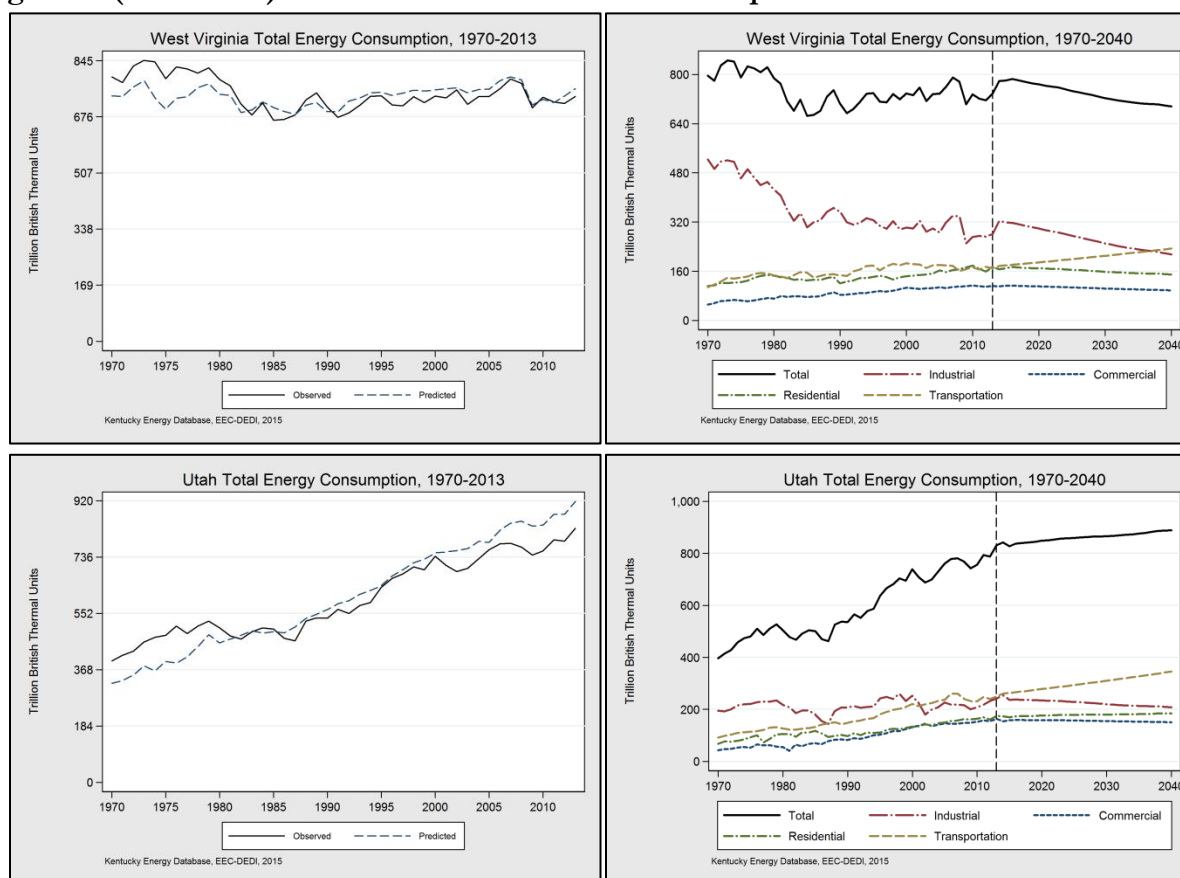 West Virginia Total Energy Consumption, 1970-2013
Trillion British Thermal Units
845
676
507
338
169
0
1970 1975 1980 1985 1990 1995 2000 2005 2010
Observed Predicted
Kentucky Energy Database, EEC-DEDI, 2015
West Virginia Total Energy Consumption, 1970-2040
Trillion British Thermal Units
800
640
480
320
160
0
1970 1980 1990 2000 2010 2020 2030 2040
Total Industrial Commercial
Residential Transportation
Kentucky Energy Database, EEC-DEDI, 2015
Utah Total Energy Consumption, 1970-2013
Trillion British Thermal Units
920
736
552
368
184
0
1970 1975 1980 1985 1990 1995 2000 2005 2010
Observed Predicted
Kentucky Energy Database, EEC-DEDI, 2015
Utah Total Energy Consumption, 1970-2040
Trillion British Thermal Units
1,000
800
600
400
200
0
1970 1980 1990 2000 2010 2020 2030 2040
Total Industrial Commercial
Residential Transportation
Kentucky Energy Database, EEC-DEDI, 2015